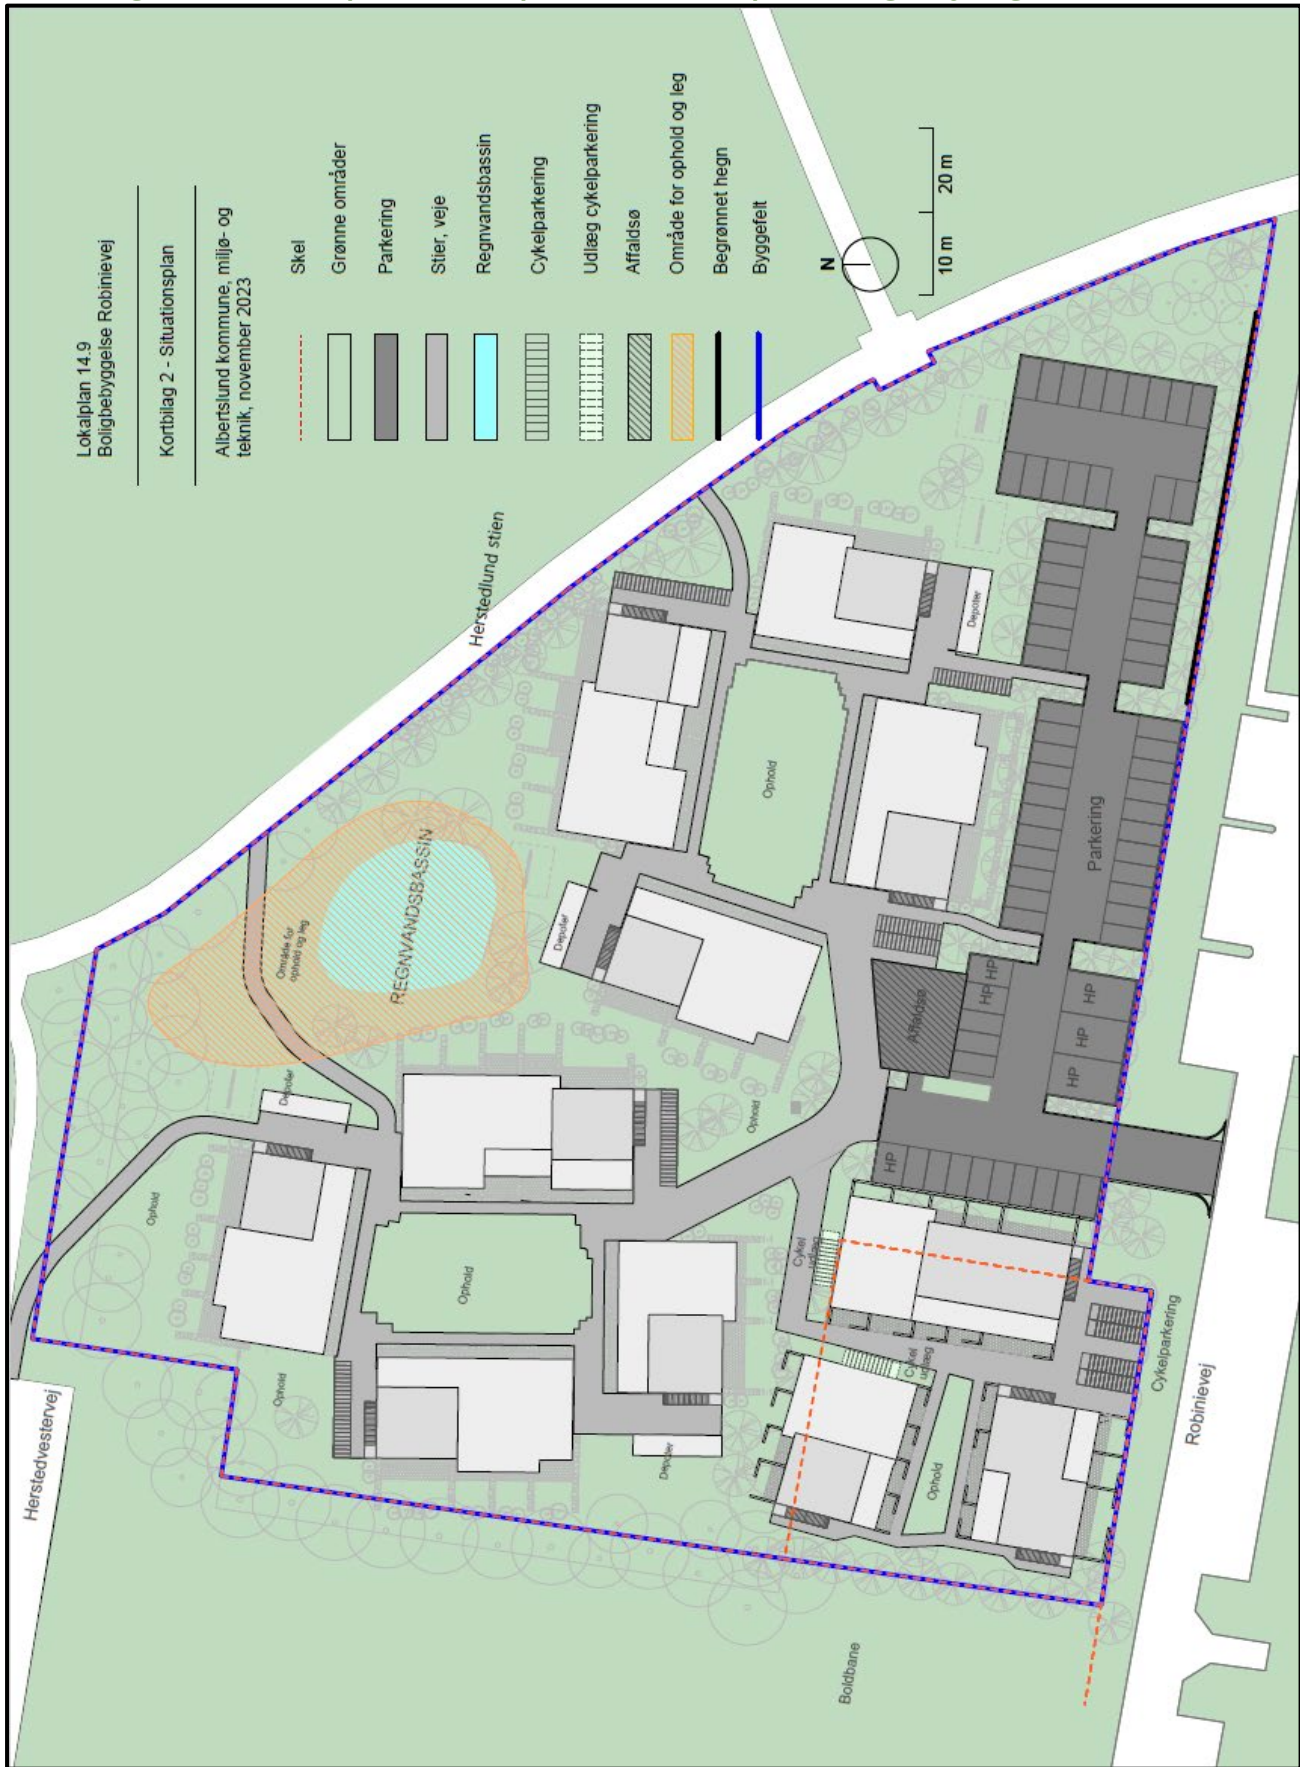 Lokalplan 14.9
Boligbebyggelse Robinievej
Kortbilag 2 - Situationsplan
Albertslund kommune, miljø- og
teknik, november 2023
Skel
Grønne områder
Parkering
Stier, veje
Regnvandsbassin
Cykelparkering
Udlæg cykelparkering
Affaldsø
Område for ophold og leg
Begrønnet hegn
Byggefelt
N
10 m
20 m
Herstedvestervej
Herstedlund stien
Ophold
Ophold
Depoter
Område for
ophold og leg
REGNVANDSBASSIN
Ophold
Depoter
Ophold
Depoter
Ophold
Depoter
Cykel
udlæg
Cykel
udlæg
Ophold
Affaldsø
HP
HP
HP
HP
HP
HP
Parkering
Cykelparkering
Robinievej
Boldbane